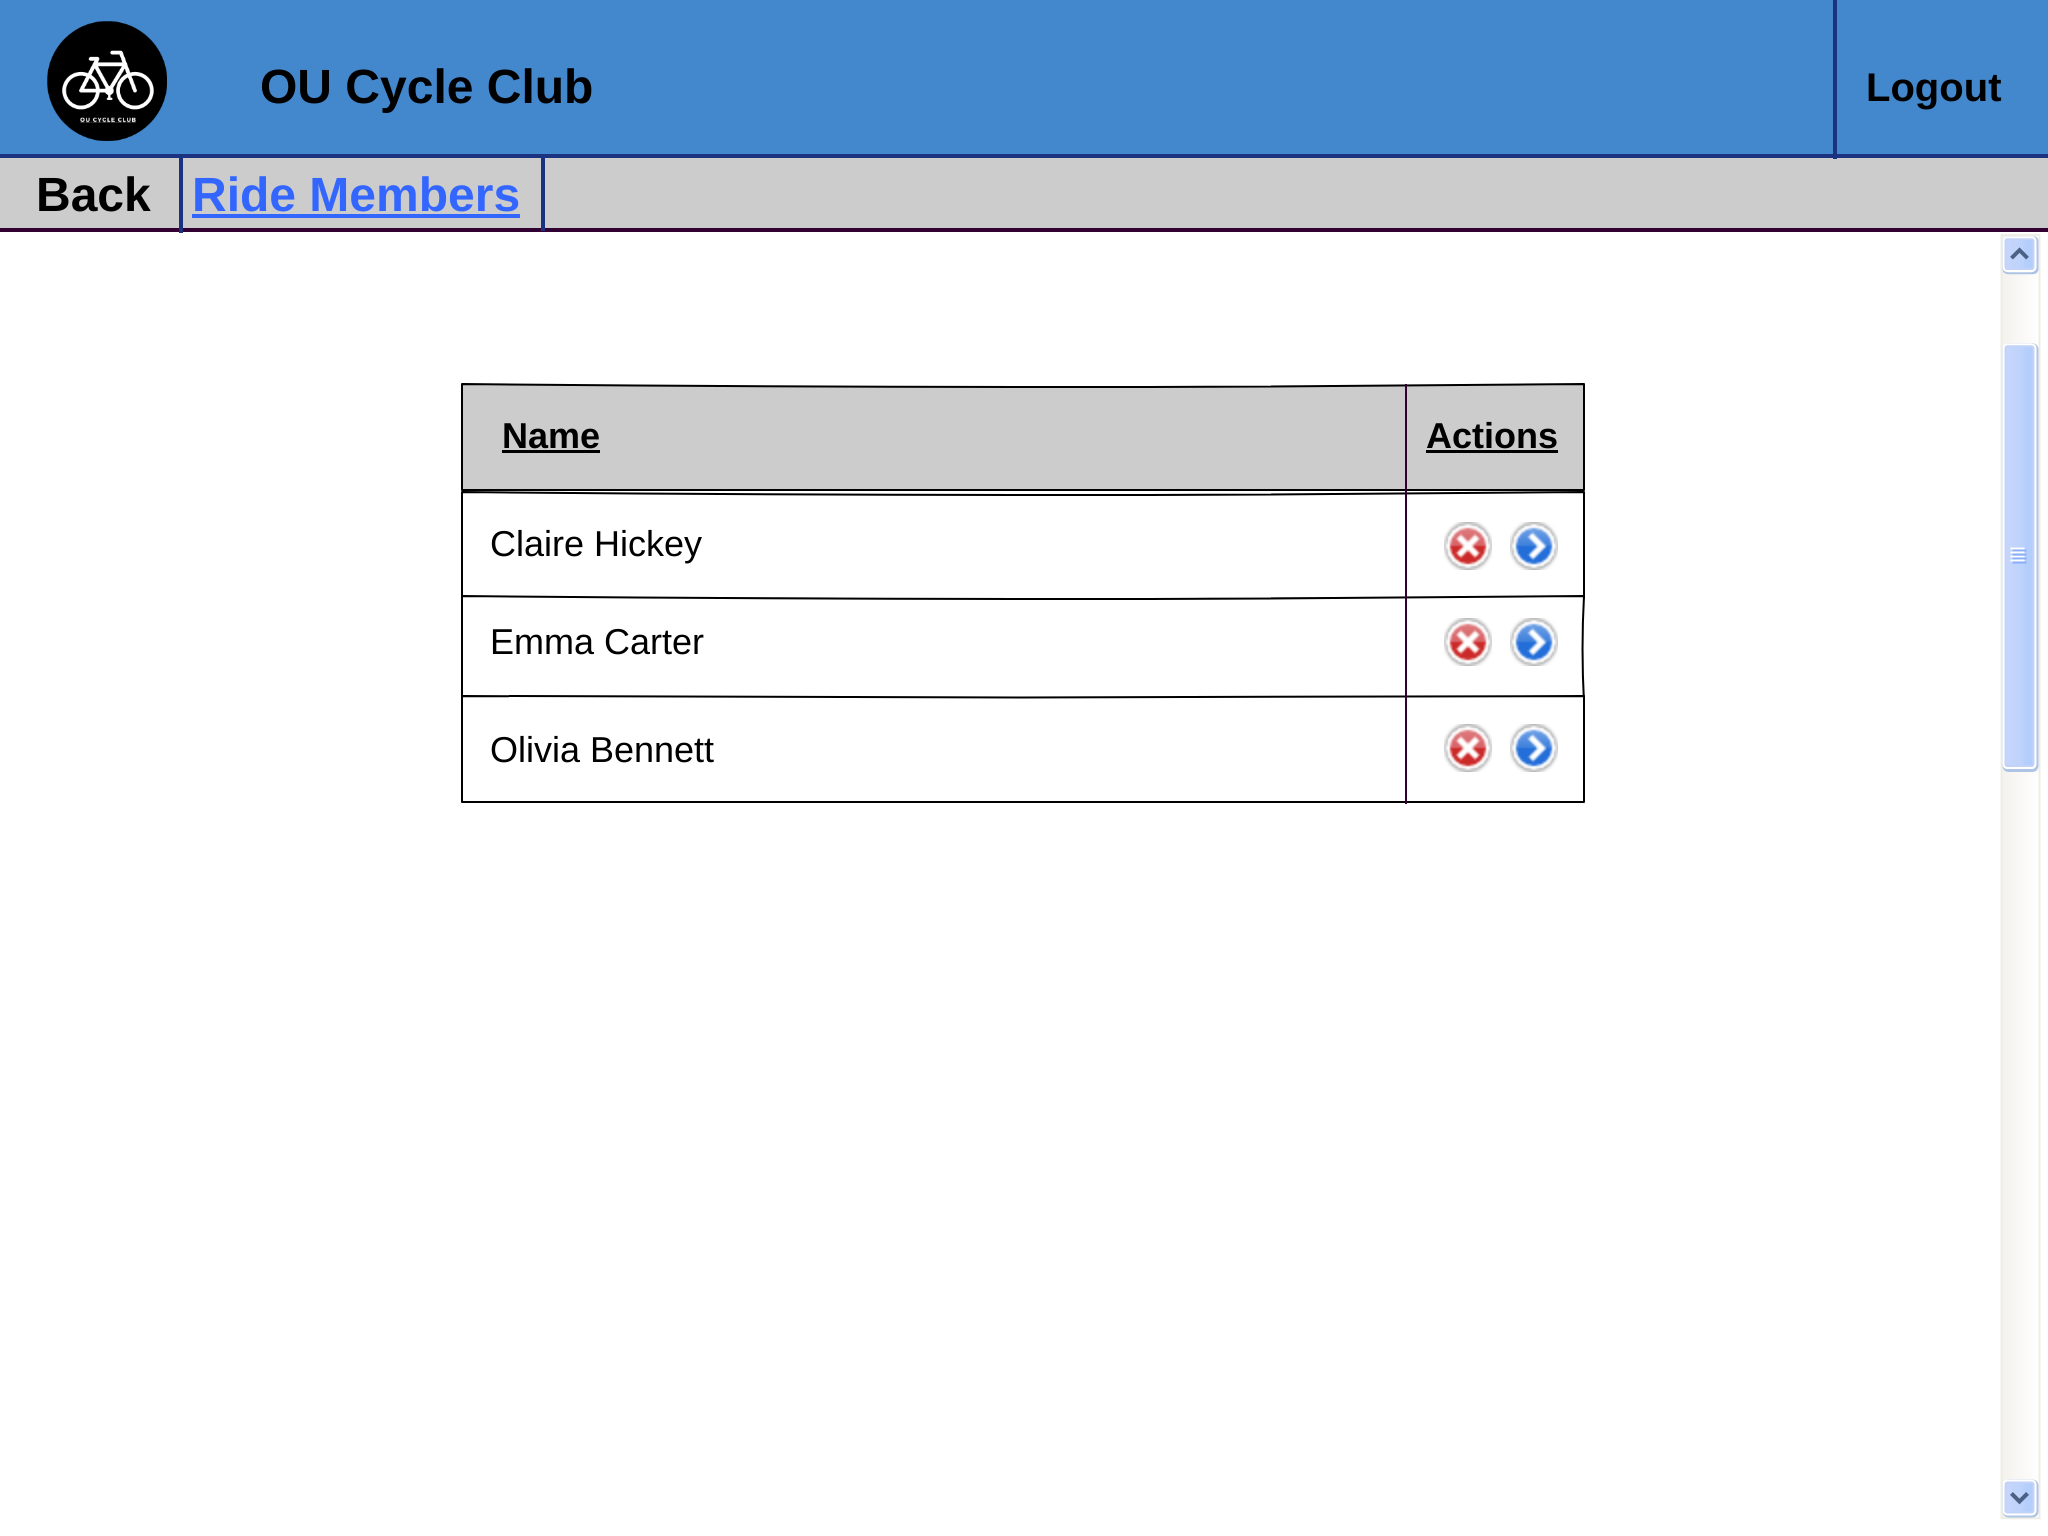 OU Cycle Club
Logout
OU CYCLE CLUB
Back
Ride Members
Name
Actions
Claire Hickey
Emma Carter
Olivia Bennett